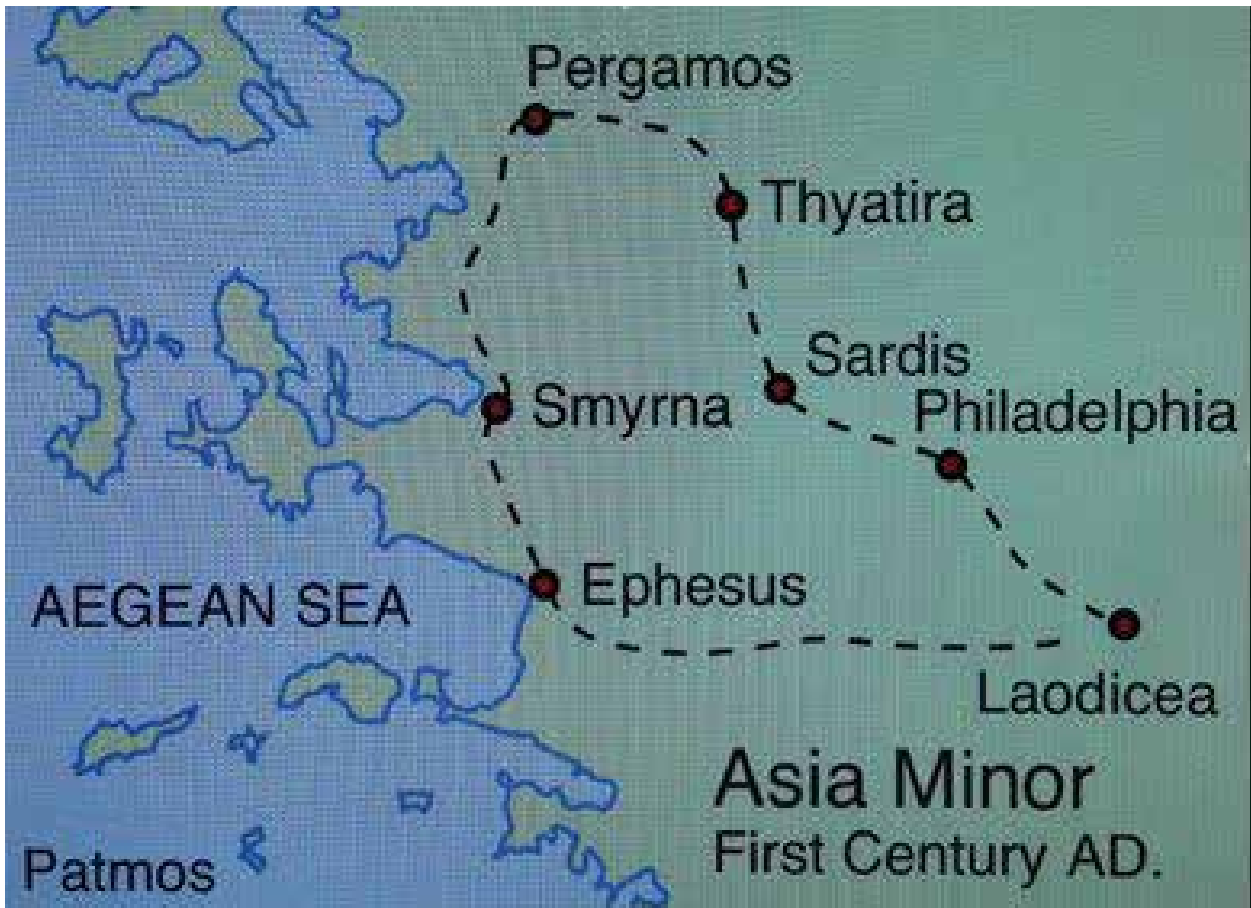 Pergamos
Thyatira
Sardis
Smyrna
Philadelphia
Ephesus
AEGEAN SEA
Laodicea
Asia Minor
First Century AD.
Patmos